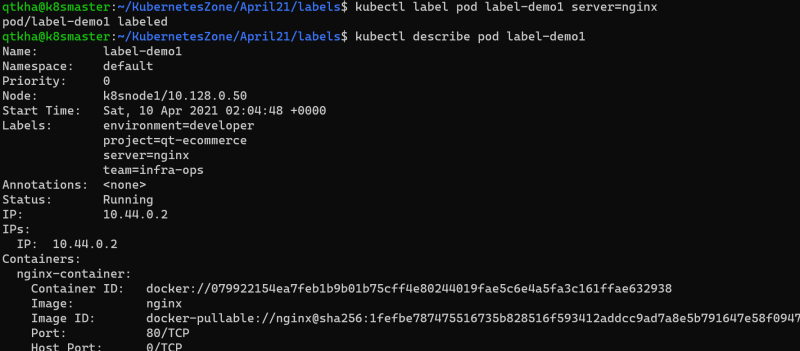 qtkha@k8smaster:~/KubernetesZone/April21/labels$ kubectl label pod label-demo1 server=nginx
pod/label-demo1 labeled
qtkha@k8smaster:~/KubernetesZone/April21/labels$ kubectl describe pod label-demo1
Name:         label-demo1
Namespace:    default
Priority:     0
Node:         k8snode1/10.128.0.50
Start Time:   Sat, 10 Apr 2021 02:04:48 +0000
Labels:       environment=developer
              project=qt-ecommerce
              server=nginx
              team=infra-ops
Annotations:  <none>
Status:       Running
IP:           10.44.0.2
IPs:
  IP:  10.44.0.2
Containers:
  nginx-container:
    Container ID:   docker://079922154ea7feb1b9b01b75cff4e80244019fae5c6e4a5fa3c161ffae632938
    Image:          nginx
    Image ID:       docker-pullable://nginx@sha256:1fefbe787475516735b828516f593412addcc9ad7a8e5b791647e58f0947
    Port:           80/TCP
    Host Port:      0/TCP